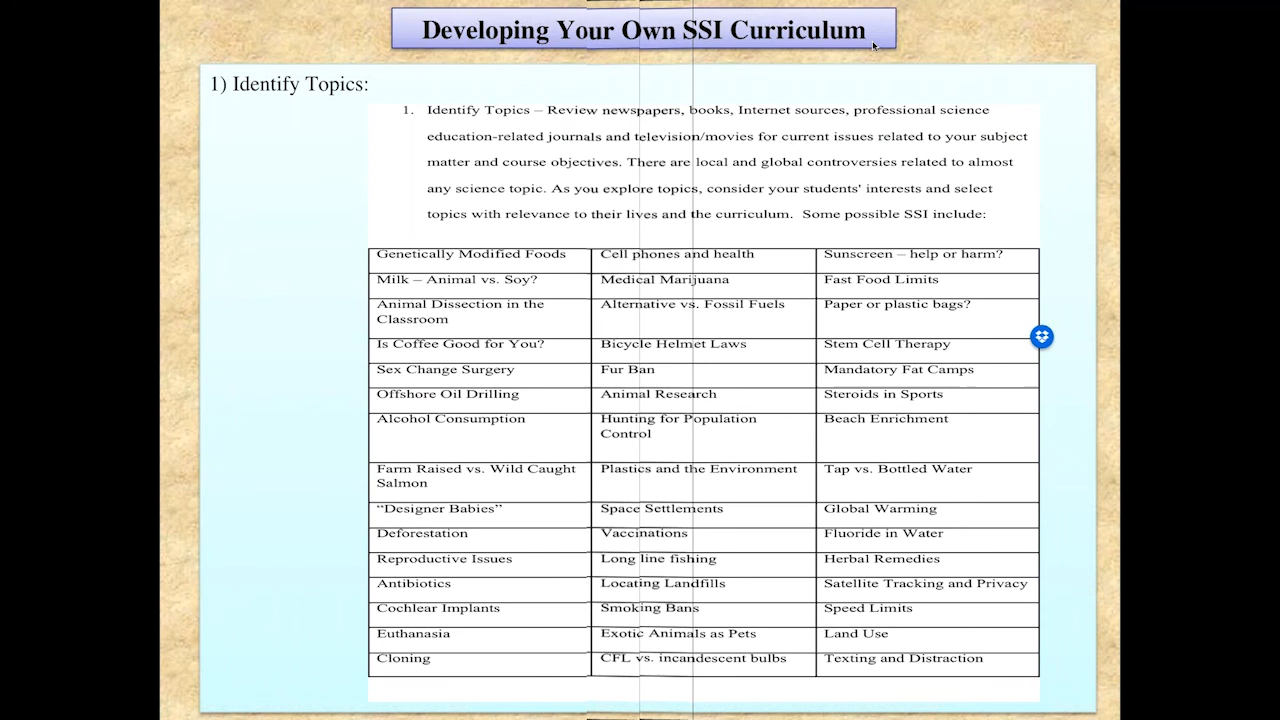 Developing Your Own SSI Curriculum
1) Identify Topics:
1. Identify Topics – Review newspapers, books, Internet sources, professional science
education-related journals and television/movies for current issues related to your subject
matter and course objectives. There are local and global controversies related to almost
any science topic. As you explore topics, consider your students' interests and select
topics with relevance to their lives and the curriculum. Some possible SSI include:
Genetically Modified Foods Cell phones and health Sunscreen – help or harm?
Milk – Animal vs. Soy? Medical Marijuana Fast Food Limits
Animal Dissection in the Alternative vs. Fossil Fuels Paper or plastic bags?
Classroom
Is Coffee Good for You? Bicycle Helmet Laws Stem Cell Therapy
Sex Change Surgery Fur Ban Mandatory Fat Camps
Offshore Oil Drilling Animal Research Steroids in Sports
Alcohol Consumption Hunting for Population Beach Enrichment
Control
Farm Raised vs. Wild Caught Plastics and the Environment Tap vs. Bottled Water
Salmon
“Designer Babies” Space Settlements Global Warming
Deforestation Vaccinations Fluoride in Water
Reproductive Issues Long line fishing Herbal Remedies
Antibiotics Locating Landfills Satellite Tracking and Privacy
Cochlear Implants Smoking Bans Speed Limits
Euthanasia Exotic Animals as Pets Land Use
Cloning CFL vs. incandescent bulbs Texting and Distraction